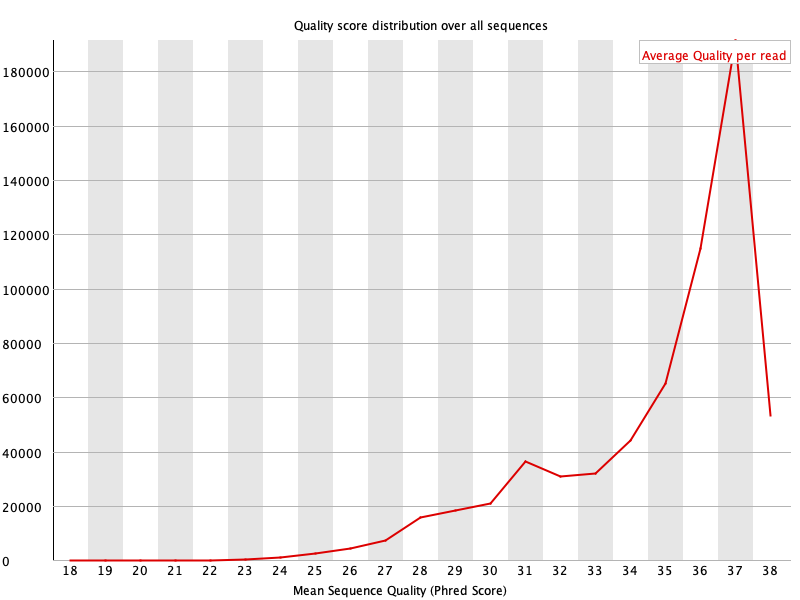 Quality score distribution over all sequences
Average Quality per read
180000
160000
140000
120000
100000
80000
60000
40000
20000
0
18 19 20 21 22 23 24 25 26 27 28 29 30 31 32 33 34 35 36 37 38
Mean Sequence Quality (Phred Score)